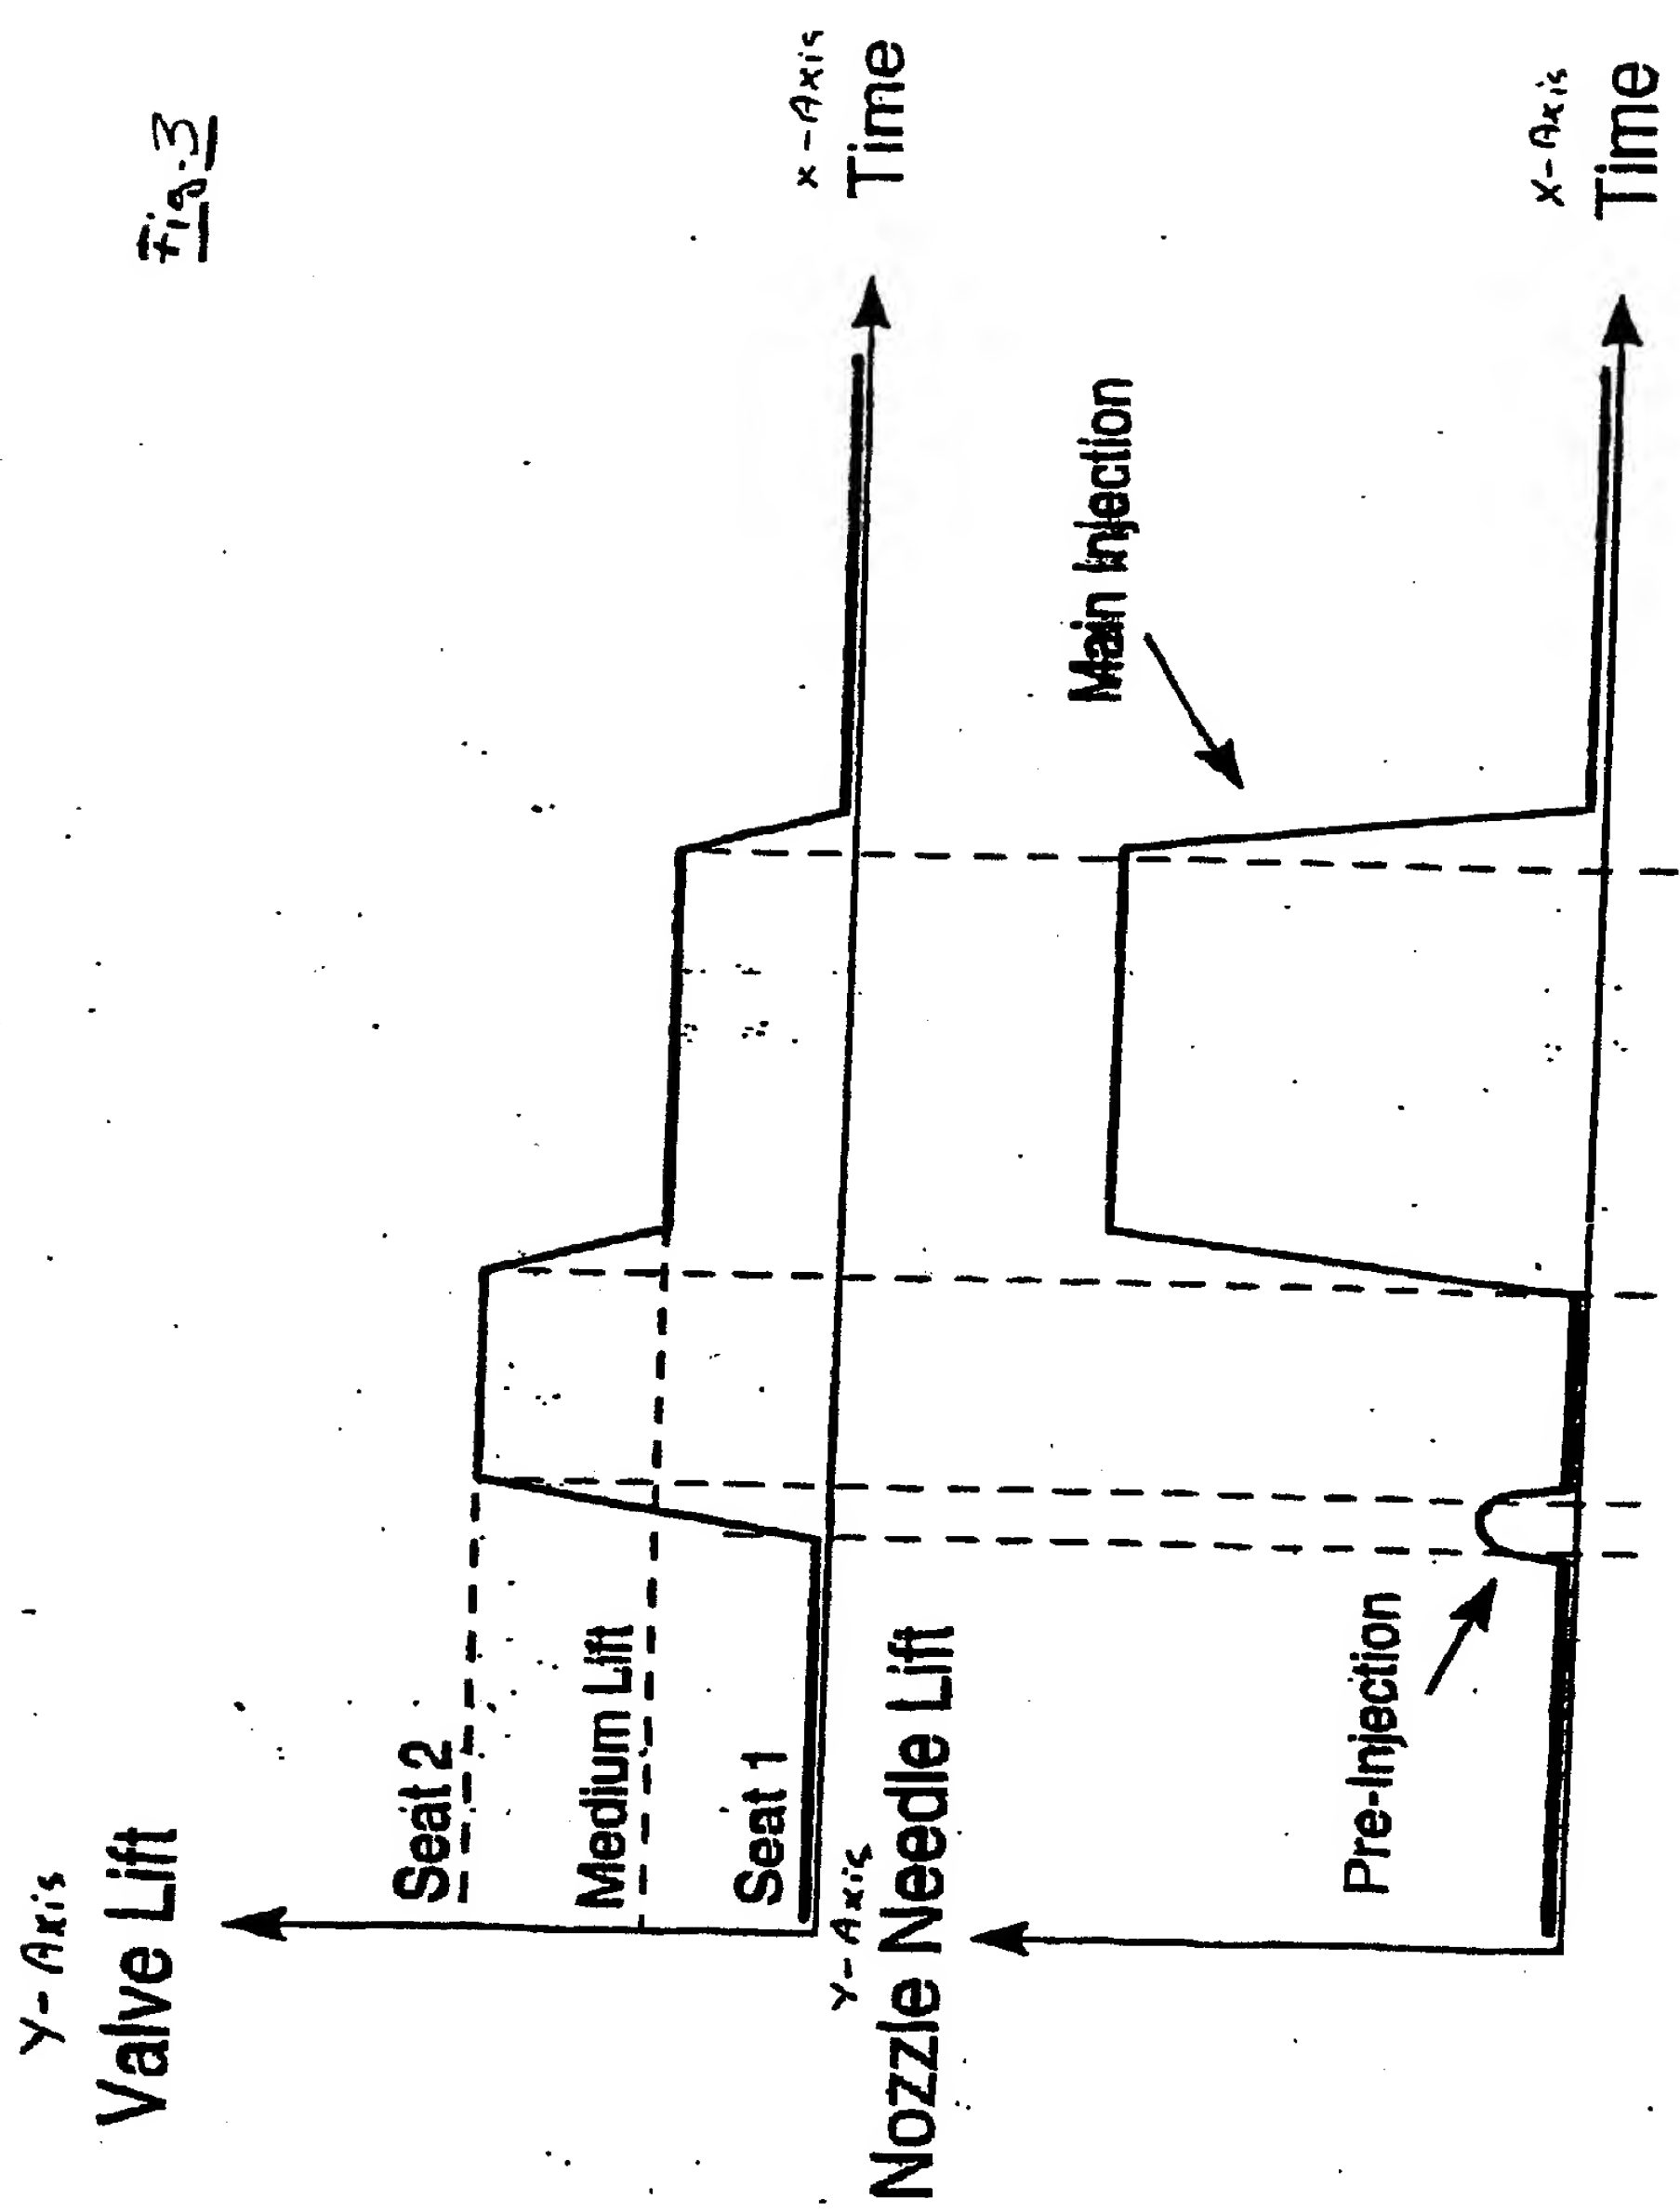 Fig. 3
Y- Axis
Valve Lift
Seat 2
Medium Lift
Seat 1
x - Axis
Time
Y- Axis
Nozzle Needle Lift
Main Injection
Pre-Injection
X- Axis
Time